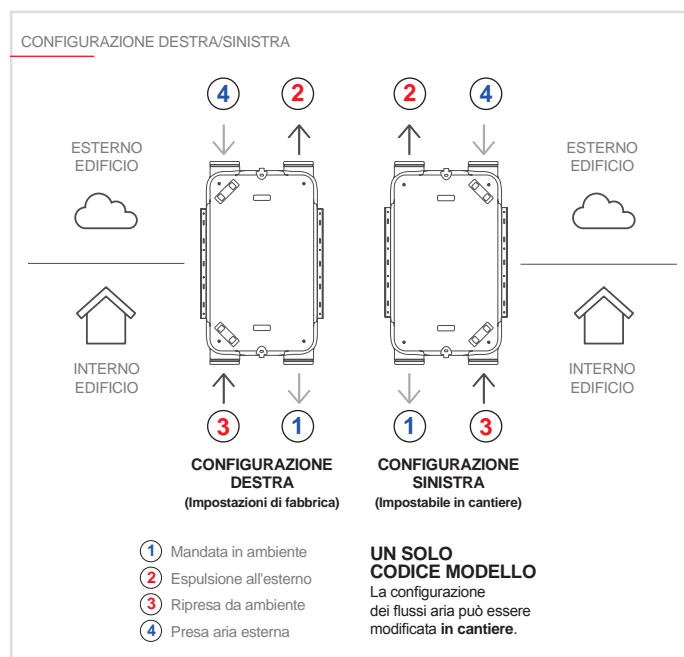 CONFIGURAZIONE DESTRA/SINISTRA
4 2 2 4
ESTERNO
EDIFICIO
ESTERNO
EDIFICIO
INTERNO
EDIFICIO
INTERNO
EDIFICIO
3 1 1 3
CONFIGURAZIONE
DESTRA
(Impostazioni di fabbrica)
CONFIGURAZIONE
SINISTRA
(Impostabile in cantiere)
1 Mandata in ambiente
2 Espulsione all'esterno
3 Ripresa da ambiente
4 Presa aria esterna
UN SOLO
CODICE MODELLO
La configurazione
dei flussi aria può essere
modificata in cantiere.